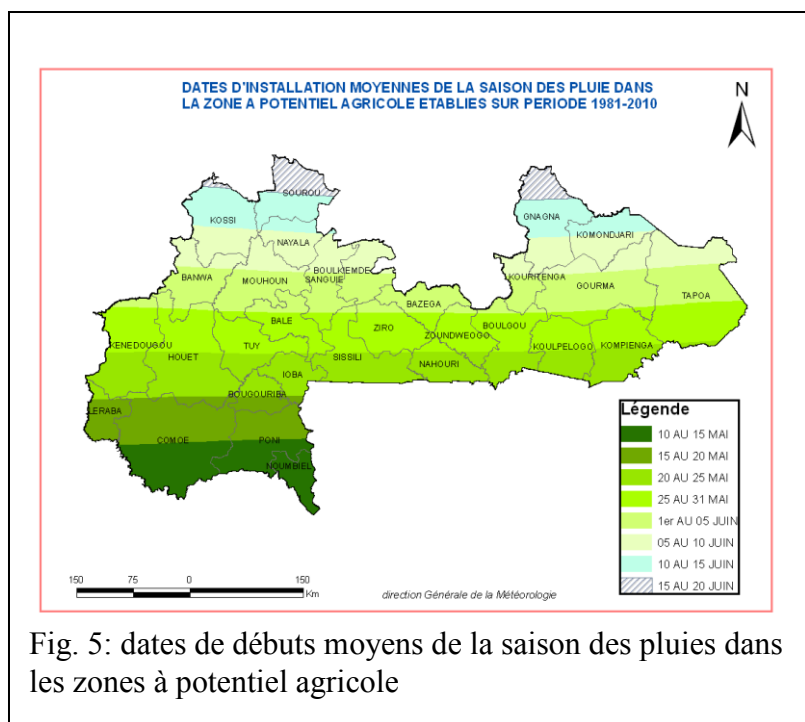 DATES D'INSTALLATION MOYENNES DE LA SAISON DES PLUIE DANS
LA ZONE A POTENTIEL AGRICOLE ETABLIES SUR PERIODE 1981-2010
N
SOUROU
KOSSI
GNAGNA
KOMONDJARI
NAYALA
BANWA
MOUHOUN
BOULKIEMDE
SANGUIE
KOURITENGA
GOURMA
TAPOA
BAZEGA
BALE
ZIRO
ZOUNDWEOGO
BOULGOU
KENEDOUGOU
HOUET
TUY
SISSILI
NAHOURI
KOULPELOGO
KOMPIENGA
IOBA
BOUGOURIBA
LERABA
COMOE
PONI
NOUMBIEL
Légende
10 AU 15 MAI
15 AU 20 MAI
20 AU 25 MAI
25 AU 31 MAI
1er AU 05 JUIN
05 AU 10 JUIN
10 AU 15 JUIN
15 AU 20 JUIN
150 75 0 150
Km
direction Générale de la Météorologie
Fig. 5: dates de débuts moyens de la saison des pluies dans
les zones à potentiel agricole